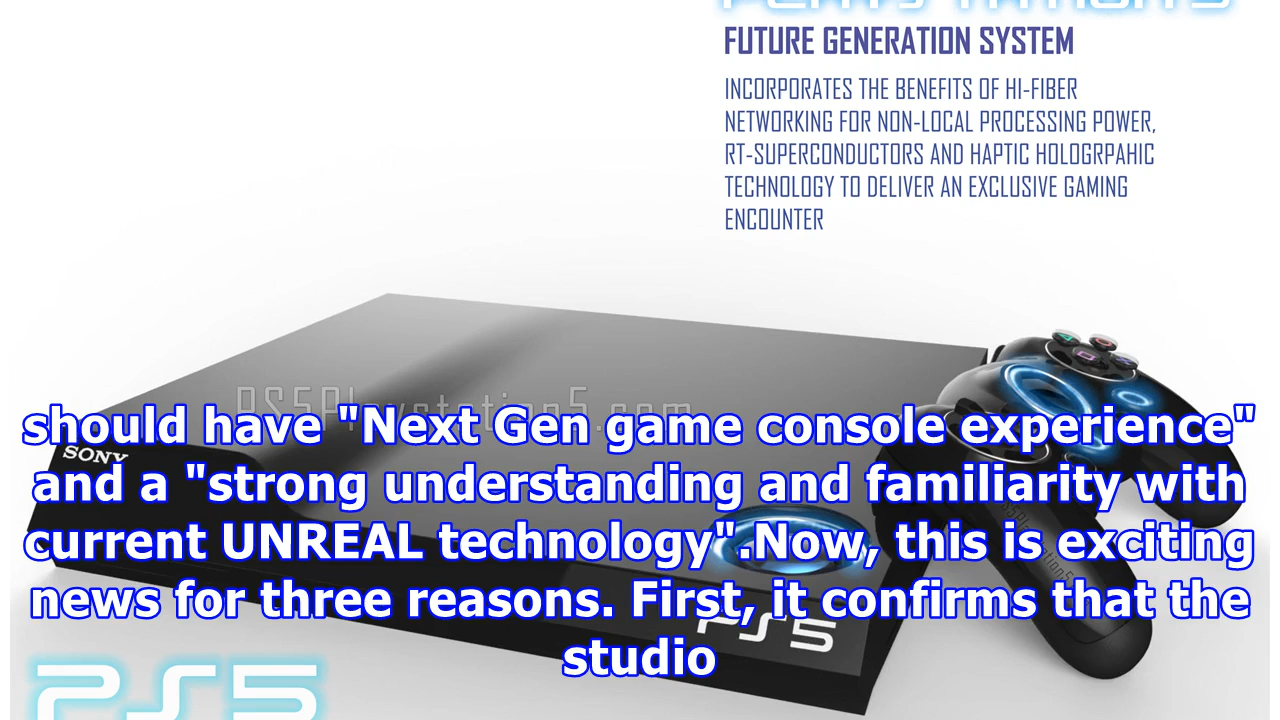 FUTURE GENERATION SYSTEM
INCORPORATES THE BENEFITS OF HI-FIBER
NETWORKING FOR NON-LOCAL PROCESSING POWER,
RT-SUPERCONDUCTORS AND HAPTIC HOLOGRPAHIC
TECHNOLOGY TO DELIVER AN EXCLUSIVE GAMING
ENCOUNTER
PS5Playstation5.com
should have "Next Gen game console experience"
SONY
and a "strong understanding and familiarity with
current UNREAL technology".Now, this is exciting
news for three reasons. First, it confirms that the
studio
PS5
PS5